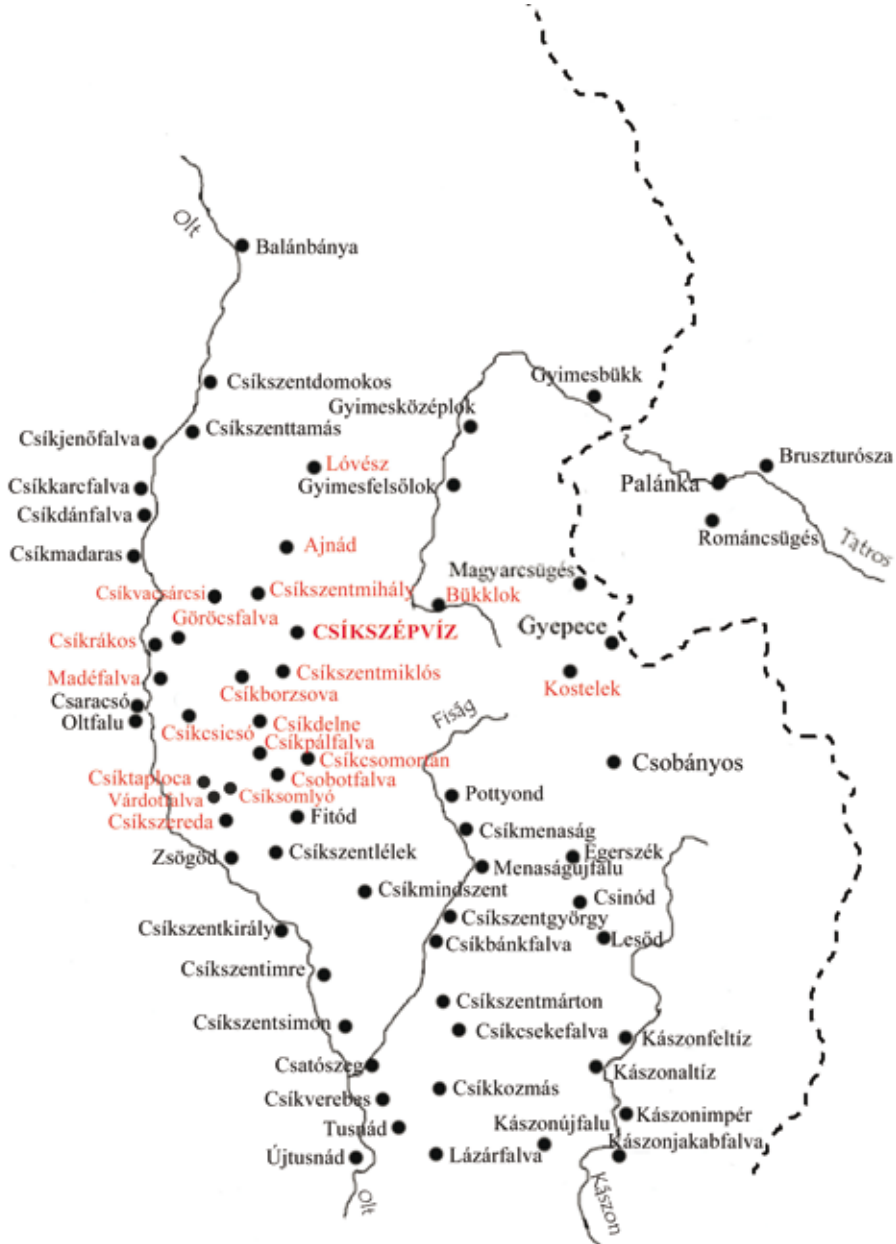 Olt
Balánbánya
Csíkszentdomokos
Gyimesbükk
Gyimesközéplok
Csíkjenőfalva
Csíkszenttamás
Lóvész
Bruszturósza
Csíkkarcfalva
Gyimesfelsőlok
Palánka
Csíkdánfalva
Románcsügés
Ajnád
Csíkmadaras
Tatros
Magyarcsügés
Csíkvacsárcsi
Csíkszentmihály
Bükklok
Göröcsfalva
CSÍKSZÉPVÍZ
Gyepece
Csíkrákos
Madéfalva
Csíkszentmiklós
Kostelek
Csíkborzsova
Csaracsó
Oltfalu
Csíkcsicsó
Csíkdelne
Fiság
Csíkpálfalva
Csíkcsomortán
Csobányos
Csíktaploca
Csobotfalva
Várdotfalva
Csíksomlyó
Pottyond
Csíkszereda
Fitód
Csíkmenaság
Zsögöd
Csíkszentlélek
Egerszék
Menaságújfalu
Csíkmindszent
Csinód
Csíkszentgyörgy
Csíkszentkirály
Csíkbánkfalva
Lesőd
Csíkszentimre
Csíkszentmárton
Csíkszentsimon
Csíkcsekefalva
Kászonfeltíz
Csatószeg
Kászonaltíz
Csíkkozmás
Csíkverebes
Kászonimpér
Tusnád
Kászonújfalu
Kászonjakabfalva
Újtusnád
Lázárfalva
Olt
Kászon